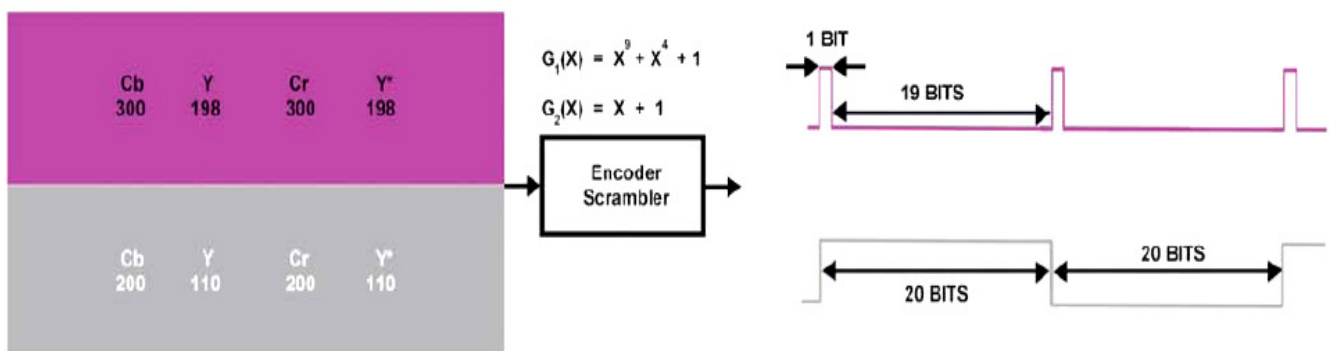 Cb Y Cr Y*
300 198 300 198
Cb Y Cr Y*
200 110 200 110
G₁(X) = X⁹ + X⁴ + 1
G₂(X) = X + 1
Encoder
Scrambler
1 BIT
19 BITS
20 BITS
20 BITS